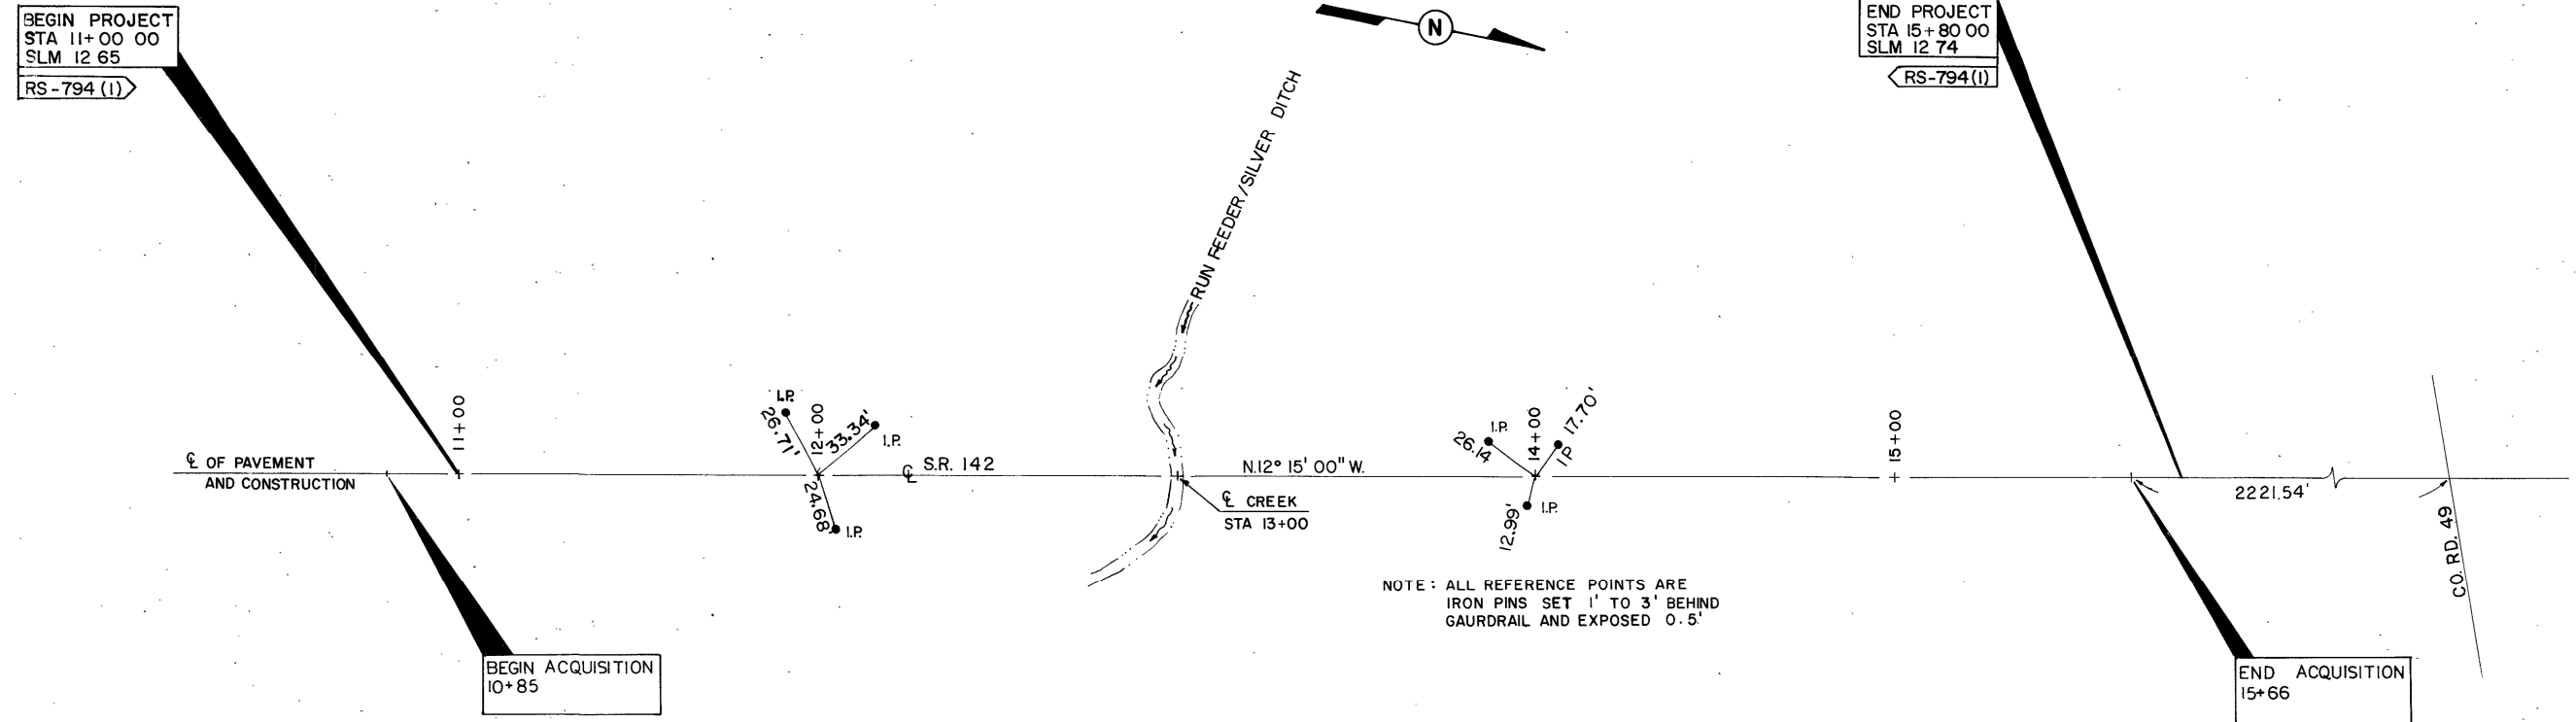 BEGIN PROJECT
STA 11+00 00
SLM 12 65
RS-794 (1)
N
END PROJECT
STA 15+80 00
SLM 12 74
RS-794(1)
RUN FEEDER/SILVER DITCH
11+00
I.P.
26.71'
12+00
33.34'
I.P.
24.68'
I.P.
I.P.
26.14
14+00
17.70'
I P
12.99'
I.P.
15+00
℄ OF PAVEMENT
AND CONSTRUCTION
℄ S.R. 142
N.12° 15' 00" W.
℄ CREEK
STA 13+00
2221.54'
CO. RD. 49
NOTE: ALL REFERENCE POINTS ARE
IRON PINS SET 1' TO 3' BEHIND
GAURDRAIL AND EXPOSED 0.5'
BEGIN ACQUISITION
10+85
END ACQUISITION
15+66